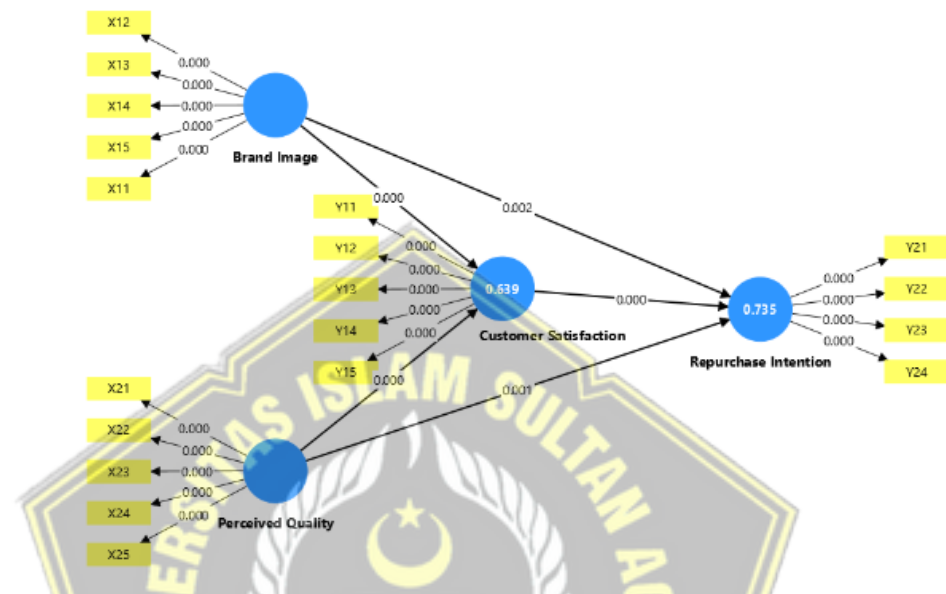 X12
X13
X14
X15
X11
0.000
0.000
0.000
0.000
0.000
Brand Image
0.000
0.002
Y11
Y12
Y13
Y14
Y15
0.000
0.000
0.000
0.000
0.000
0.639
Customer Satisfaction
0.000
0.735
Repurchase Intention
0.000
0.000
0.000
0.000
Y21
Y22
Y23
Y24
0.000
0.001
X21
X22
X23
X24
X25
0.000
0.000
0.000
0.000
0.000
Perceived Quality
ERSITAS ISLAM SULTAN AG